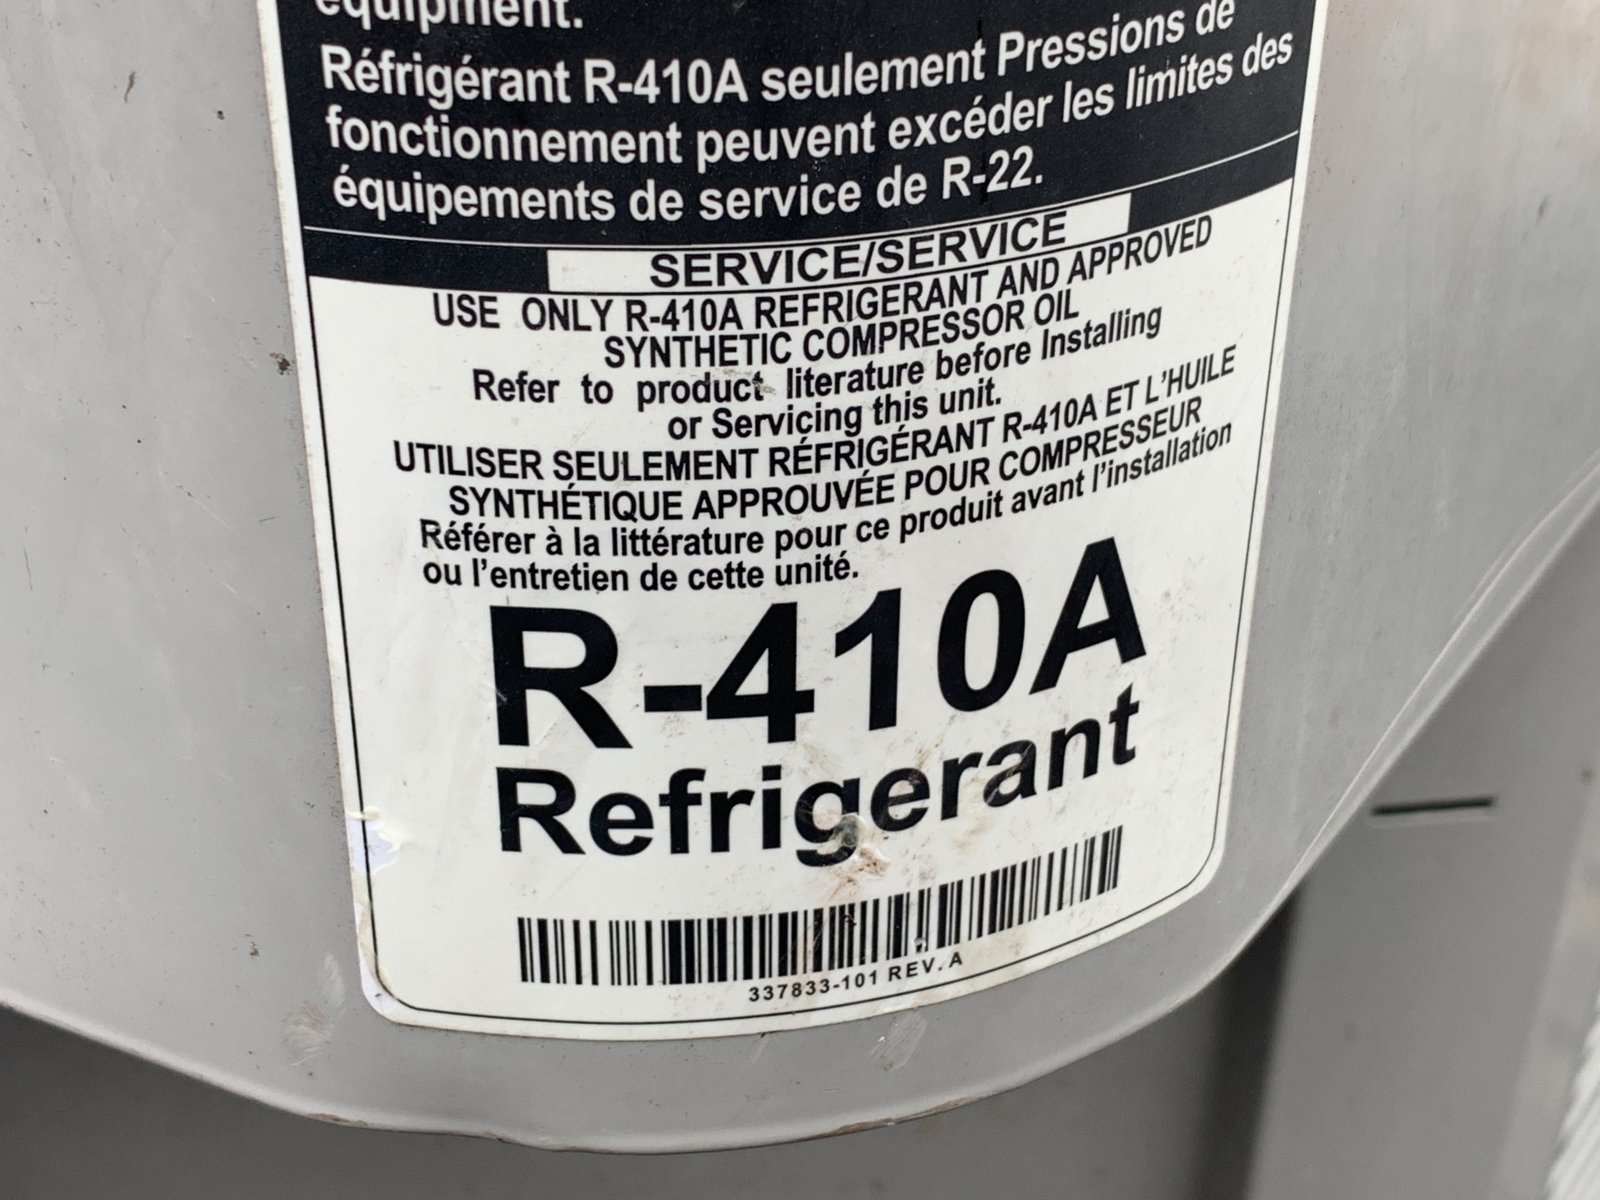 equipment.
Réfrigérant R-410A seulement Pressions de
fonctionnement peuvent excéder les limites des
équipements de service de R-22.
SERVICE/SERVICE
USE ONLY R-410A REFRIGERANT AND APPROVED
SYNTHETIC COMPRESSOR OIL
Refer to product literature before Installing
or Servicing this unit.
UTILISER SEULEMENT RÉFRIGÉRANT R-410A ET L'HUILE
SYNTHÉTIQUE APPROUVÉE POUR COMPRESSEUR
Référer à la littérature pour ce produit avant l'installation
ou l'entretien de cette unité.
R-410A
Refrigerant
337833-101 REV. A